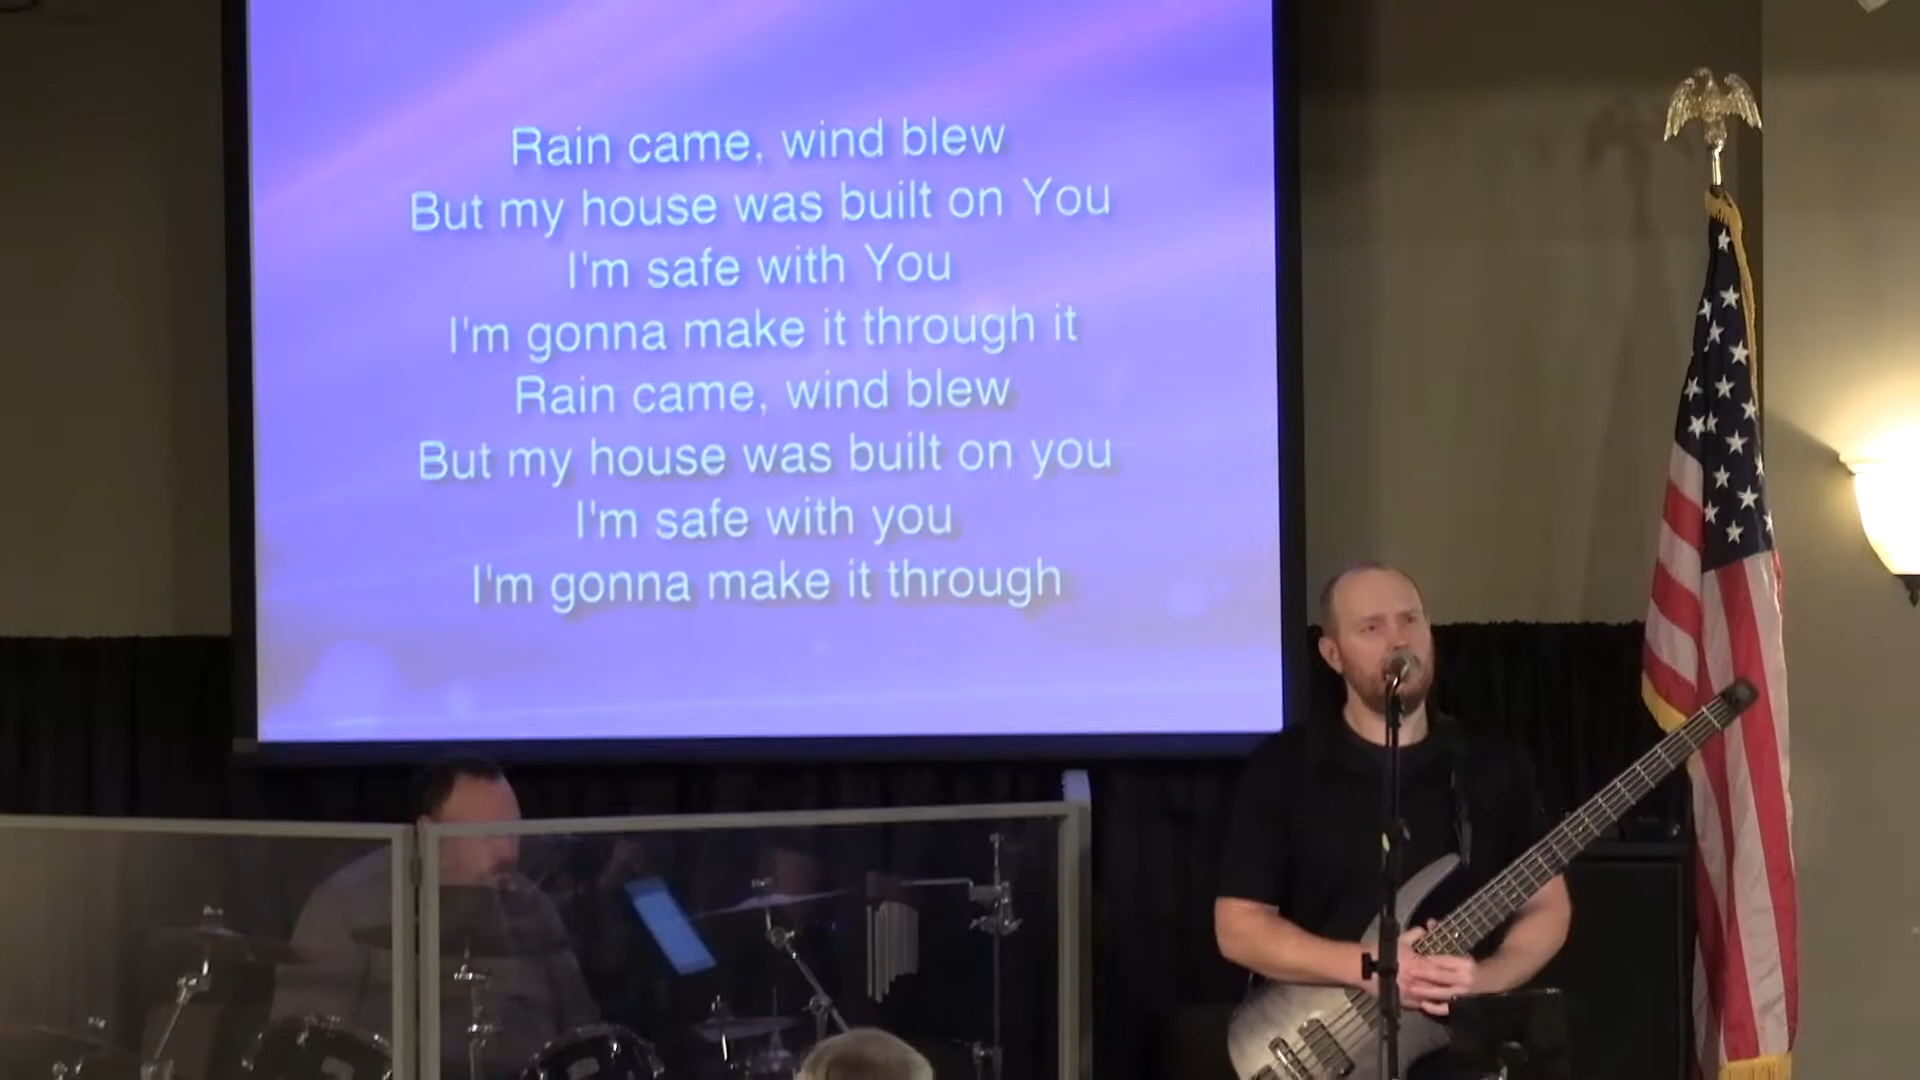 Rain came, wind blew
But my house was built on You
I'm safe with You
I'm gonna make it through it
Rain came, wind blew
But my house was built on you
I'm safe with you
I'm gonna make it through